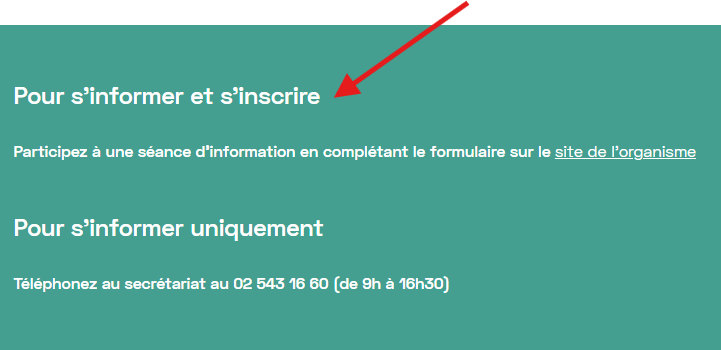 Pour s'informer et s'inscrire
Participez à une séance d'information en complétant le formulaire sur le site de l'organisme
Pour s'informer uniquement
Téléphonez au secrétariat au 02 543 16 60 (de 9h à 16h30)